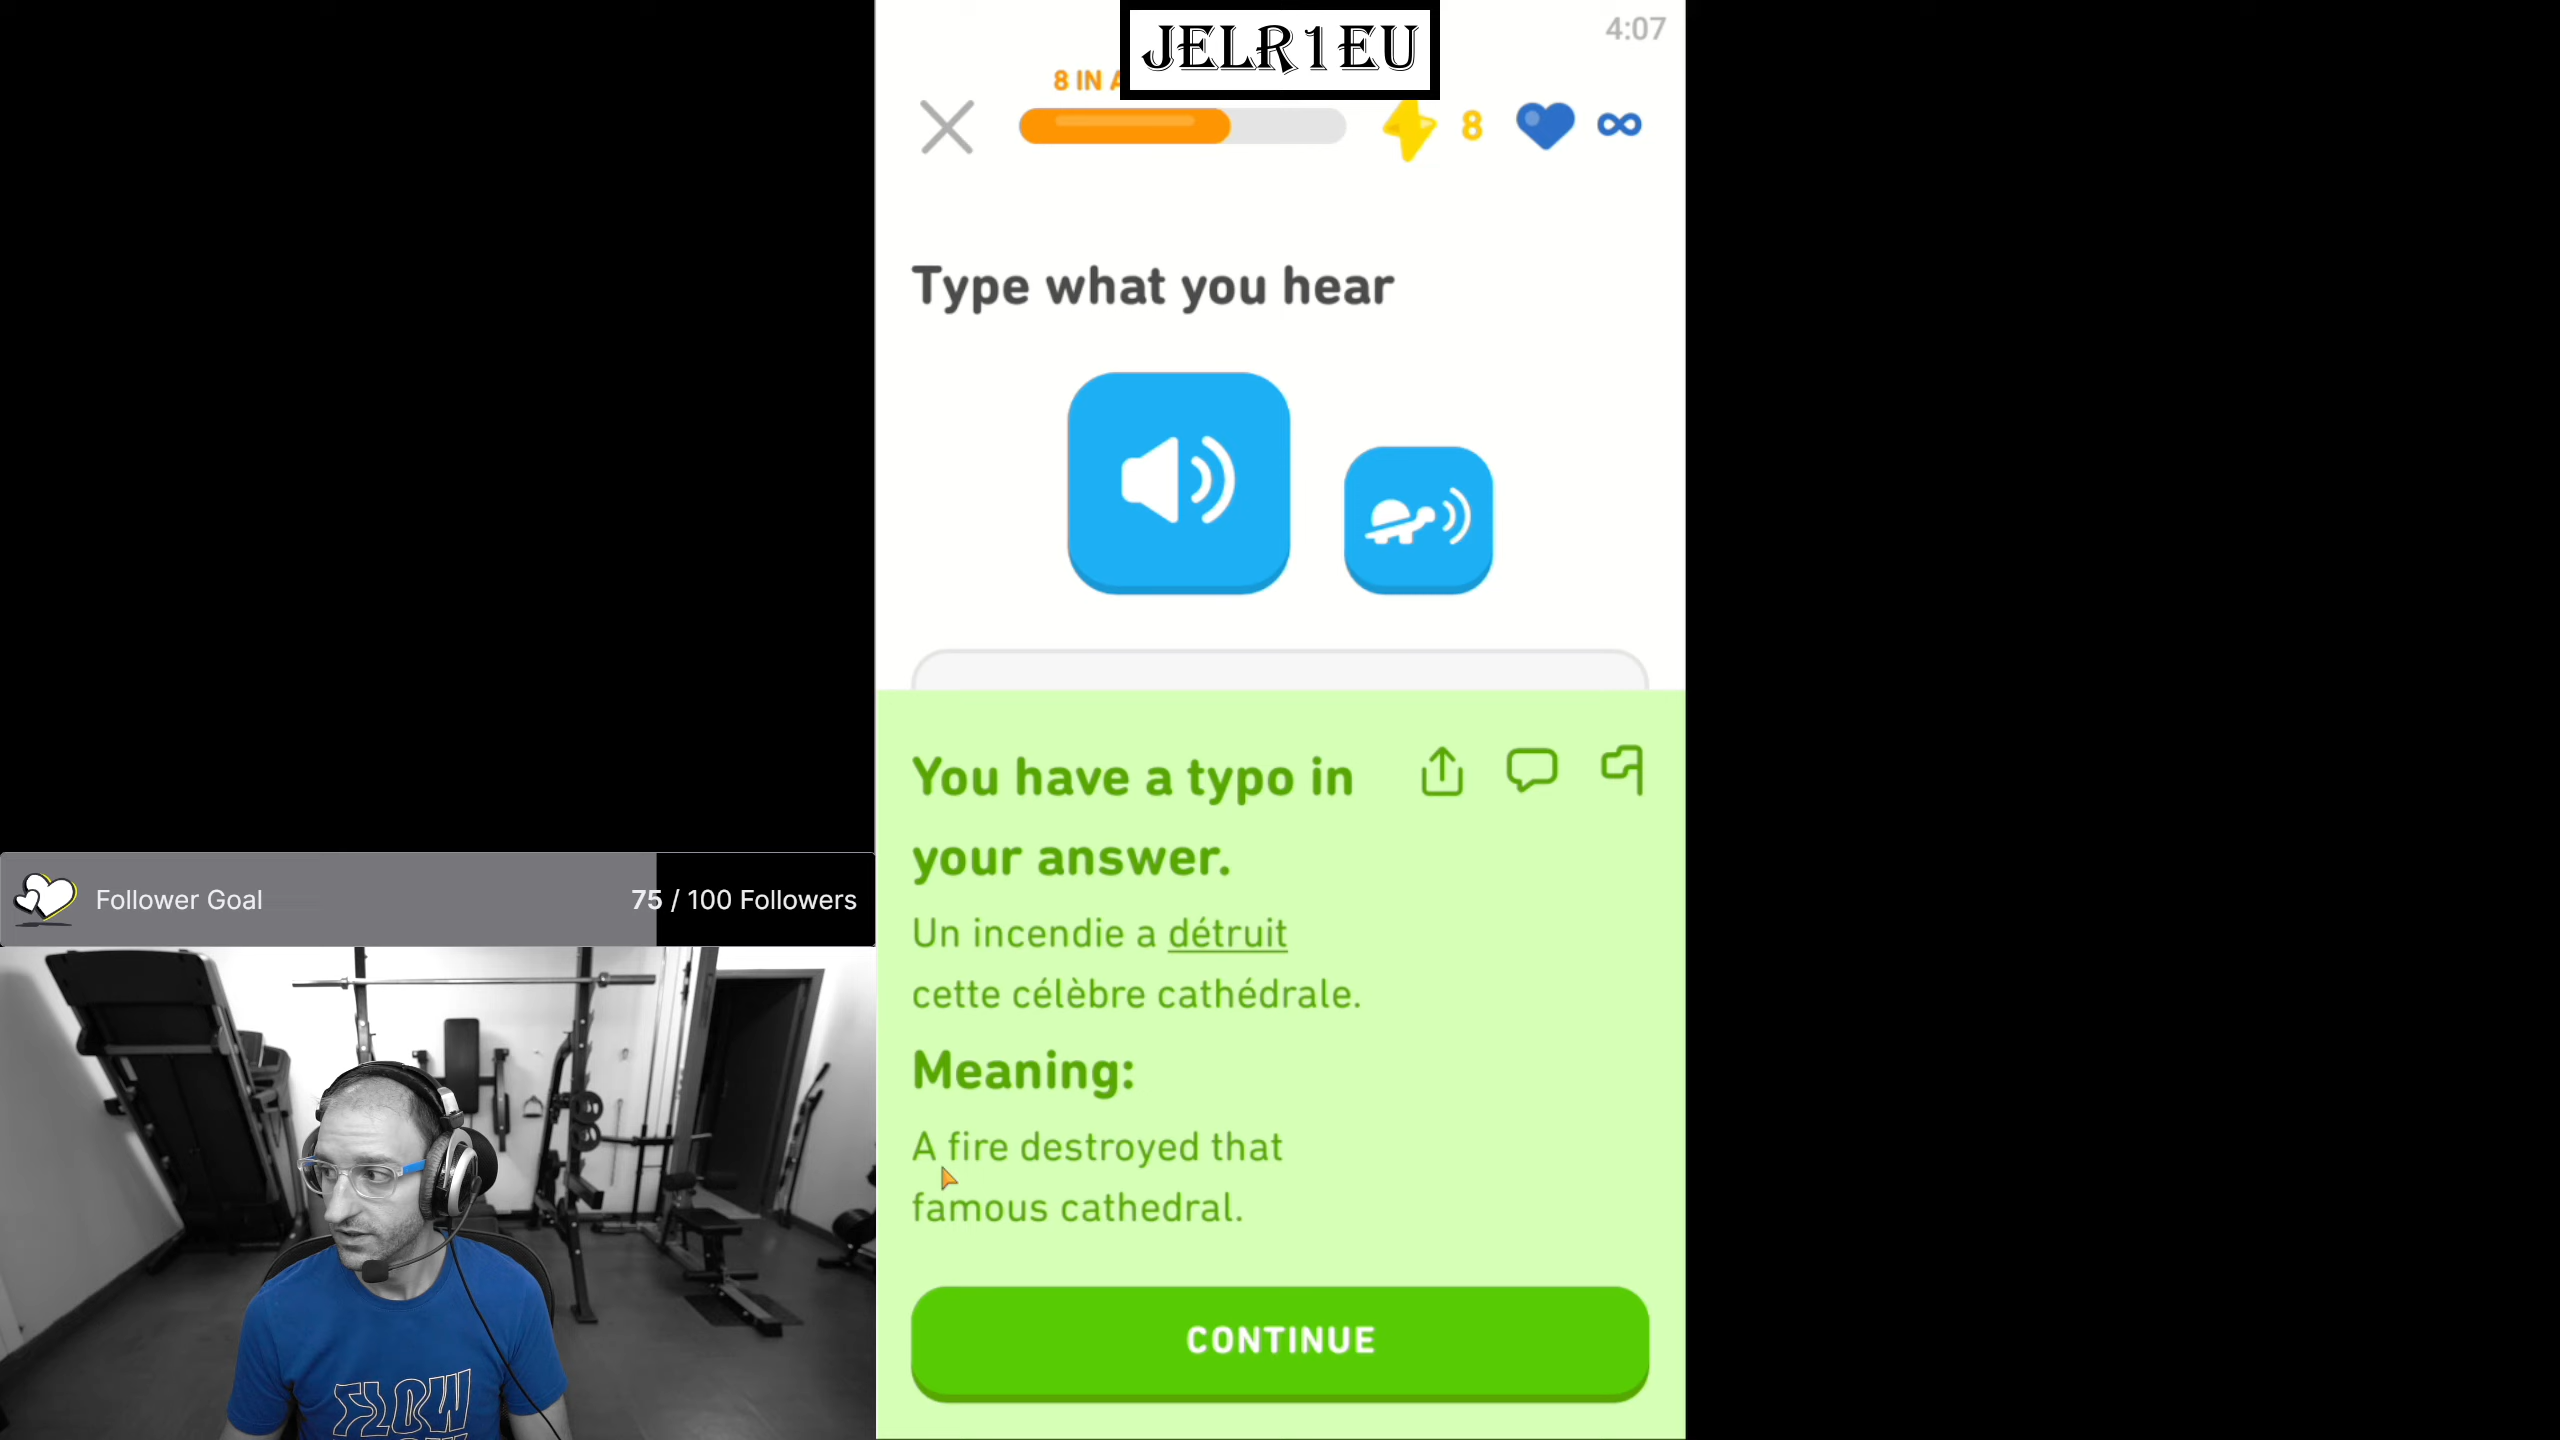 JELR1EU
4:07
8 IN A
8
Type what you hear
You have a typo in
your answer.
Un incendie a détruit
cette célèbre cathédrale.
Meaning:
A fire destroyed that
famous cathedral.
CONTINUE
Follower Goal
75 / 100 Followers
FLOW